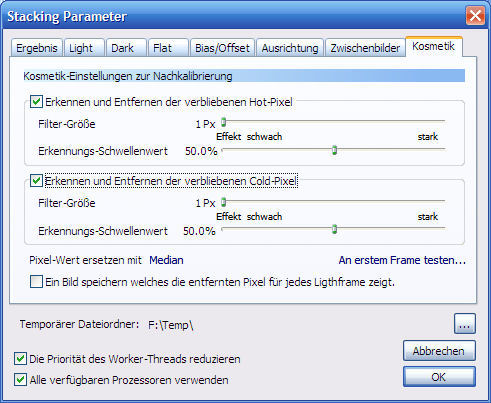 Stacking Parameter
Ergebnis Light Dark Flat Bias/Offset Ausrichtung Zwischenbilder Kosmetik
Kosmetik-Einstellungen zur Nachkalibrierung
Erkennen und Entfernen der verbliebenen Hot-Pixel
Filter-Größe 1 Px
Effekt schwach stark
Erkennungs-Schwellenwert 50.0%
Erkennen und Entfernen der verbliebenen Cold-Pixel
Filter-Größe 1 Px
Effekt schwach stark
Erkennungs-Schwellenwert 50.0%
Pixel-Wert ersetzen mit Median An erstem Frame testen...
Ein Bild speichern welches die entfernten Pixel für jedes Ligthframe zeigt.
Temporärer Dateiordner: F:\Temp\ ...
Die Priorität des Worker-Threads reduzieren
Abbrechen
Alle verfügbaren Prozessoren verwenden
OK